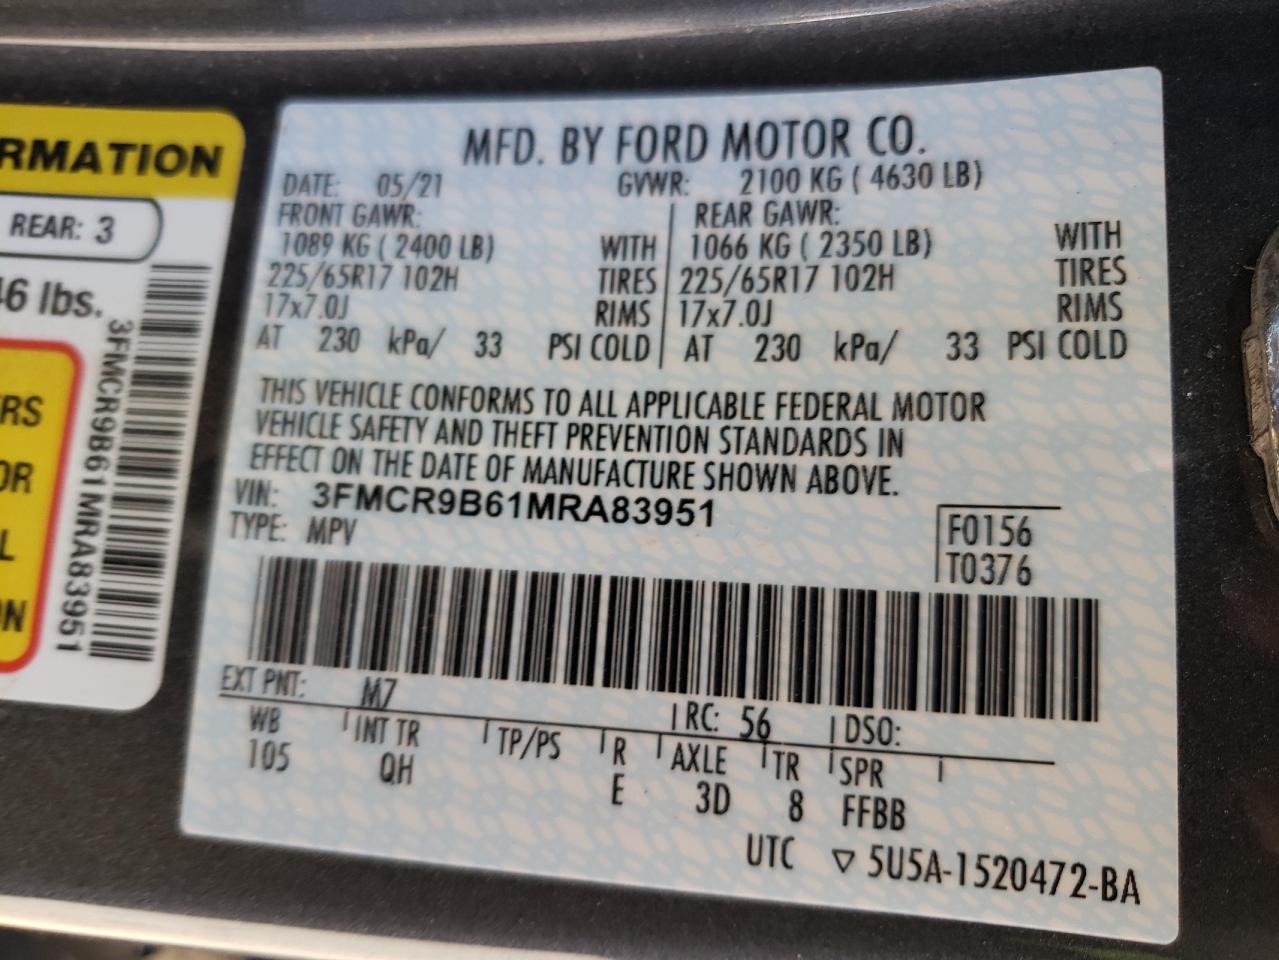 RMATION
REAR: 3
46 lbs.
ERS
OR
L
ON
3FMCR9B61MRA83951
MFD. BY FORD MOTOR CO.
DATE: 05/21 GVWR: 2100 KG ( 4630 LB)
FRONT GAWR: REAR GAWR:
1089 KG ( 2400 LB) WITH 1066 KG ( 2350 LB) WITH
225/65R17 102H TIRES 225/65R17 102H TIRES
17x7.0J RIMS 17x7.0J RIMS
AT 230 kPa/ 33 PSI COLD AT 230 kPa/ 33 PSI COLD
THIS VEHICLE CONFORMS TO ALL APPLICABLE FEDERAL MOTOR
VEHICLE SAFETY AND THEFT PREVENTION STANDARDS IN
EFFECT ON THE DATE OF MANUFACTURE SHOWN ABOVE.
VIN: 3FMCR9B61MRA83951
TYPE: MPV
F0156
T0376
EXT PNT: M7 RC: 56 DSO:
WB INT TR TP/PS R AXLE TR SPR
105 QH E 3D 8 FFBB
UTC ▽ 5U5A-1520472-BA